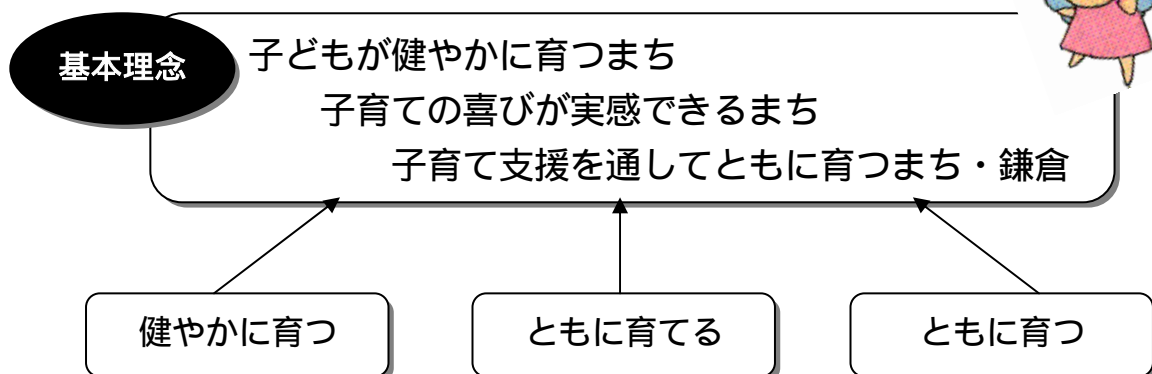 基本理念
子どもが健やかに育つまち
子育ての喜びが実感できるまち
子育て支援を通してともに育つまち・鎌倉
健やかに育つ
ともに育てる
ともに育つ